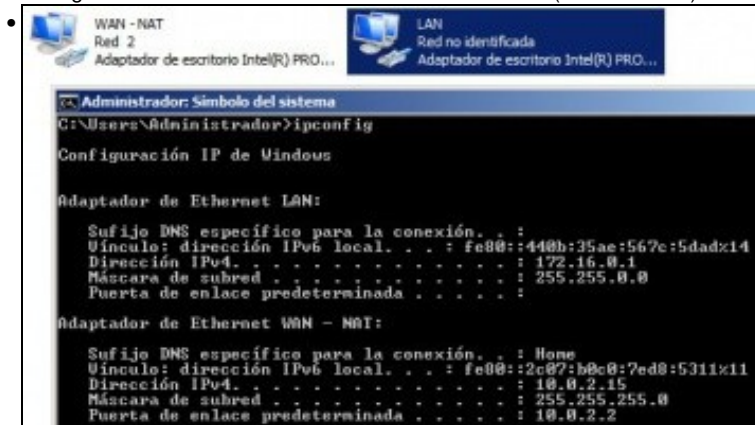 WAN - NAT
Red 2
Adaptador de escritorio Intel(R) PRO...
LAN
Red no identificada
Adaptador de escritorio Intel(R) PRO...
Administrador: Símbolo del sistema
C:\Users\Administrador>ipconfig
Configuración IP de Windows
Adaptador de Ethernet LAN:
Sufijo DNS específico para la conexión. . :
Vínculo: dirección IPv6 local. . . : fe80::440b:35ae:567c:5dad%14
Dirección IPv4. . . . . . . . . . . . . . : 172.16.0.1
Máscara de subred . . . . . . . . . . . . : 255.255.0.0
Puerta de enlace predeterminada . . . . . :
Adaptador de Ethernet WAN - NAT:
Sufijo DNS específico para la conexión. . : Home
Vínculo: dirección IPv6 local. . . : fe80::2c07:b0c0:7ed8:5311%11
Dirección IPv4. . . . . . . . . . . . . . : 10.0.2.15
Máscara de subred . . . . . . . . . . . . : 255.255.255.0
Puerta de enlace predeterminada . . . . . : 10.0.2.2